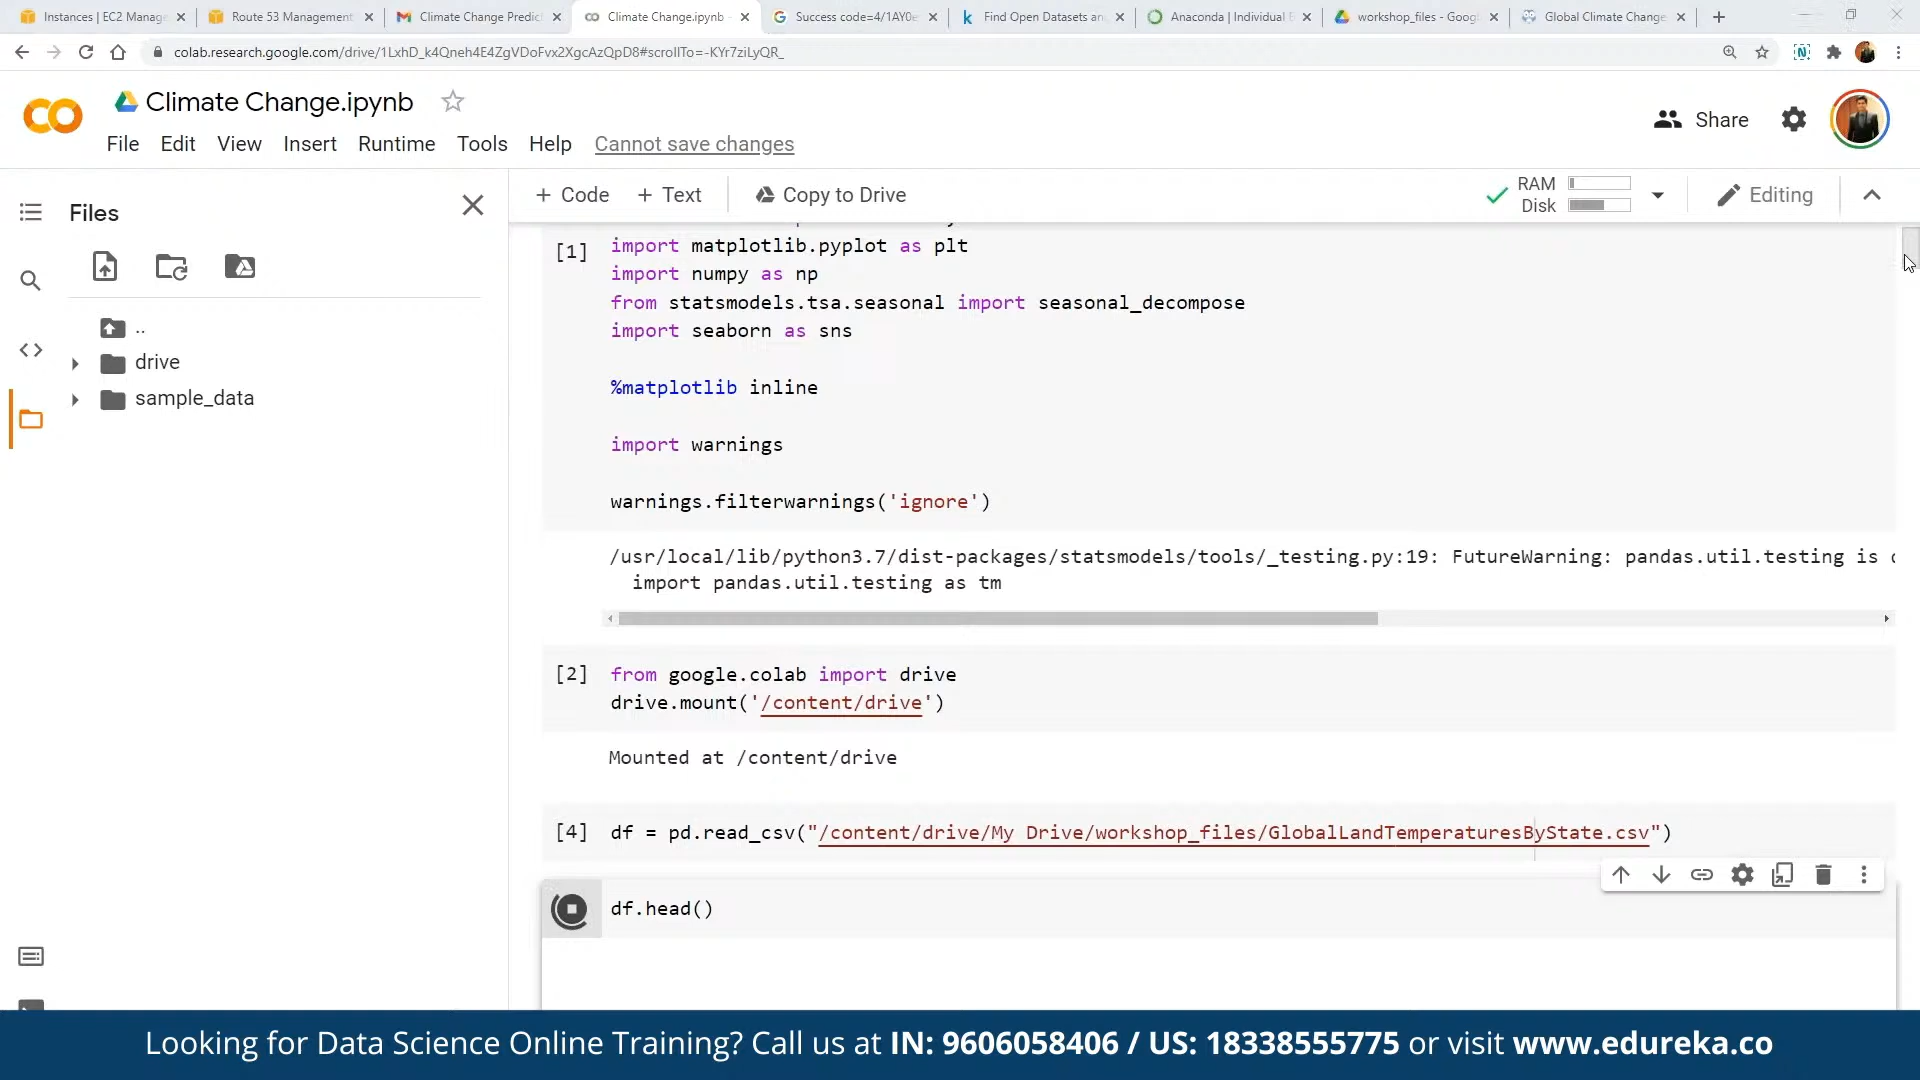 Instances | EC2 Manage
Route 53 Management
Climate Change Predic
Climate Change.ipynb -
Success code=4/1AY0e
Find Open Datasets an
Anaconda | Individual E
workshop_files - Goog
Global Climate Change
colab.research.google.com/drive/1LxhD_k4Qneh4E4ZgVDoFvx2XgcAzQpD8#scrollTo=-KYr7ziLyQR_
Climate Change.ipynb
File Edit View Insert Runtime Tools Help Cannot save changes
Share
Files
+ Code + Text Copy to Drive
RAM
Disk
Editing
..
drive
sample_data
[1] import matplotlib.pyplot as plt
import numpy as np
from statsmodels.tsa.seasonal import seasonal_decompose
import seaborn as sns
%matplotlib inline
import warnings
warnings.filterwarnings('ignore')
/usr/local/lib/python3.7/dist-packages/statsmodels/tools/_testing.py:19: FutureWarning: pandas.util.testing is
import pandas.util.testing as tm
[2] from google.colab import drive
drive.mount('/content/drive')
Mounted at /content/drive
[4] df = pd.read_csv("/content/drive/My Drive/workshop_files/GlobalLandTemperaturesByState.csv")
df.head()
Looking for Data Science Online Training? Call us at IN: 9606058406 / US: 18338555775 or visit www.edureka.co